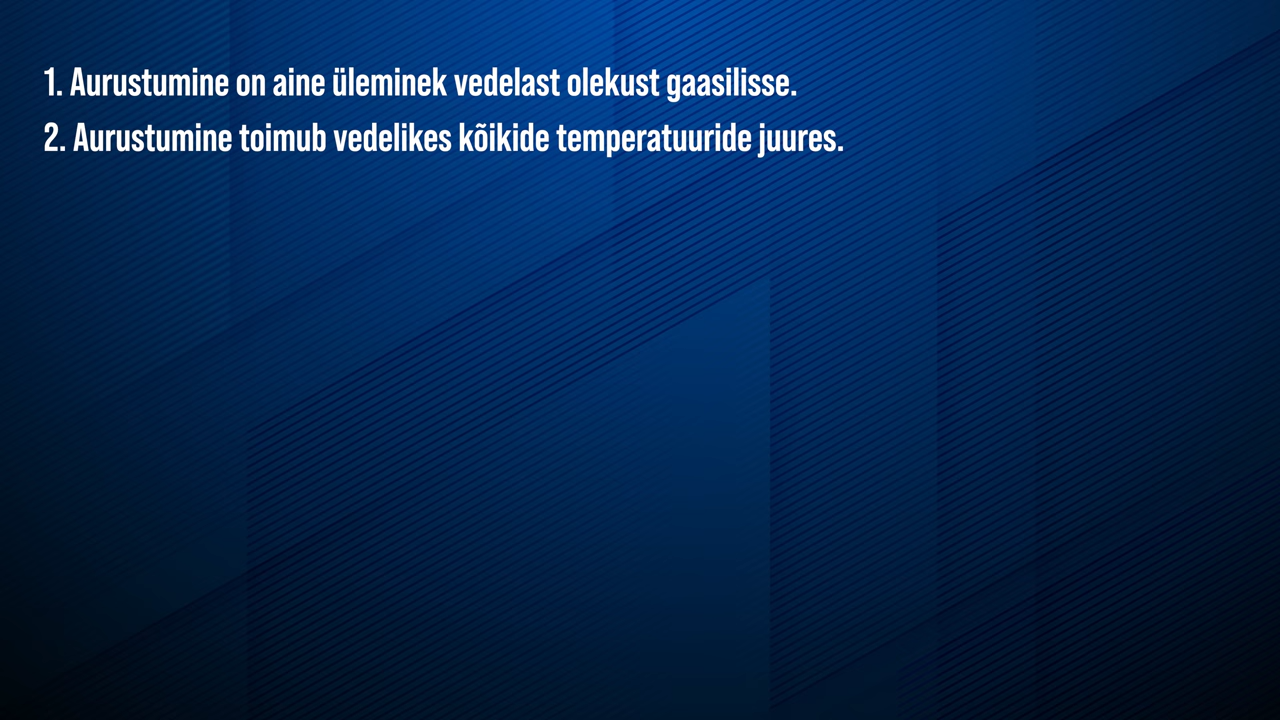 1. Aurustumine on aine üleminek vedelast olekust gaasilisse.
2. Aurustumine toimub vedelikes kõikide temperatuuride juures.